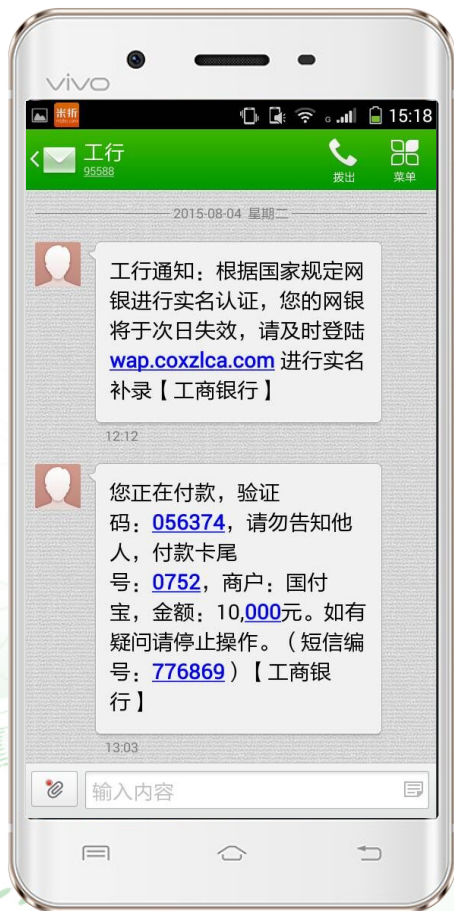 vivo
米折
15:18
工行
95588
拨出
菜单
2015-08-04 星期二
工行通知：根据国家规定网
银进行实名认证，您的网银
将于次日失效，请及时登陆
wap.coxzlca.com 进行实名
补录【工商银行】
12:12
您正在付款，验证
码：056374，请勿告知他
人，付款卡尾
号：0752，商户：国付
宝，金额：10,000元。如有
疑问请停止操作。（短信编
号：776869）【工商银
行】
13:03
输入内容